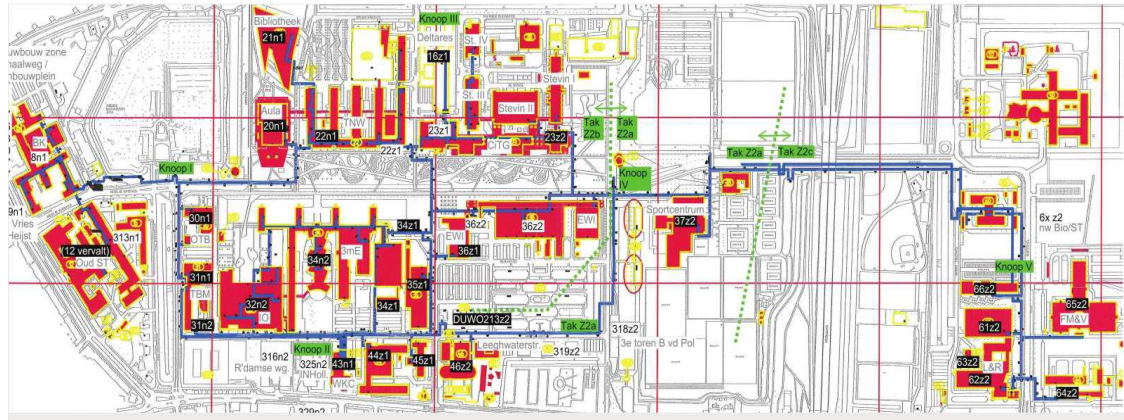 Bibliotheek
21n1
Knoop III
Deltares
16z1
St. IV
Stevin I
St. III
Stevin II
uwbouw zone
naalweg /
nbouwplein
Aula
20n1
22n1
TNW
22z1
23z1
CiTG
23z2
Tak
Z2b
Tak
Z2a
Tak Z2a
Tak Z2c
BK
8n1
Knoop I
Knoop
IV
9n1
Vries
Heijst
313n1
(12 vervalt)
Oud ST
30n1
OTB
31n1
TBM
31n2
32n2
IO
34n2
3mE
34z1
34z1
35z1
36z2
EWI
36z1
36z2
EWI
Sportcentrum
37z2
6x z2
nw Bio/ST
Knoop V
66z2
65z2
FM&V
61z2
63z2
L&R
62z2
64z2
DUWO213z2
Tak Z2a
318z2
3e toren B vd Pol
Knoop II
316n2
R'damse wg.
325n2
INHoll.
43n1
WKC
44z1
45z1
46z2
Leeghwaterstr.
319z2
329n2